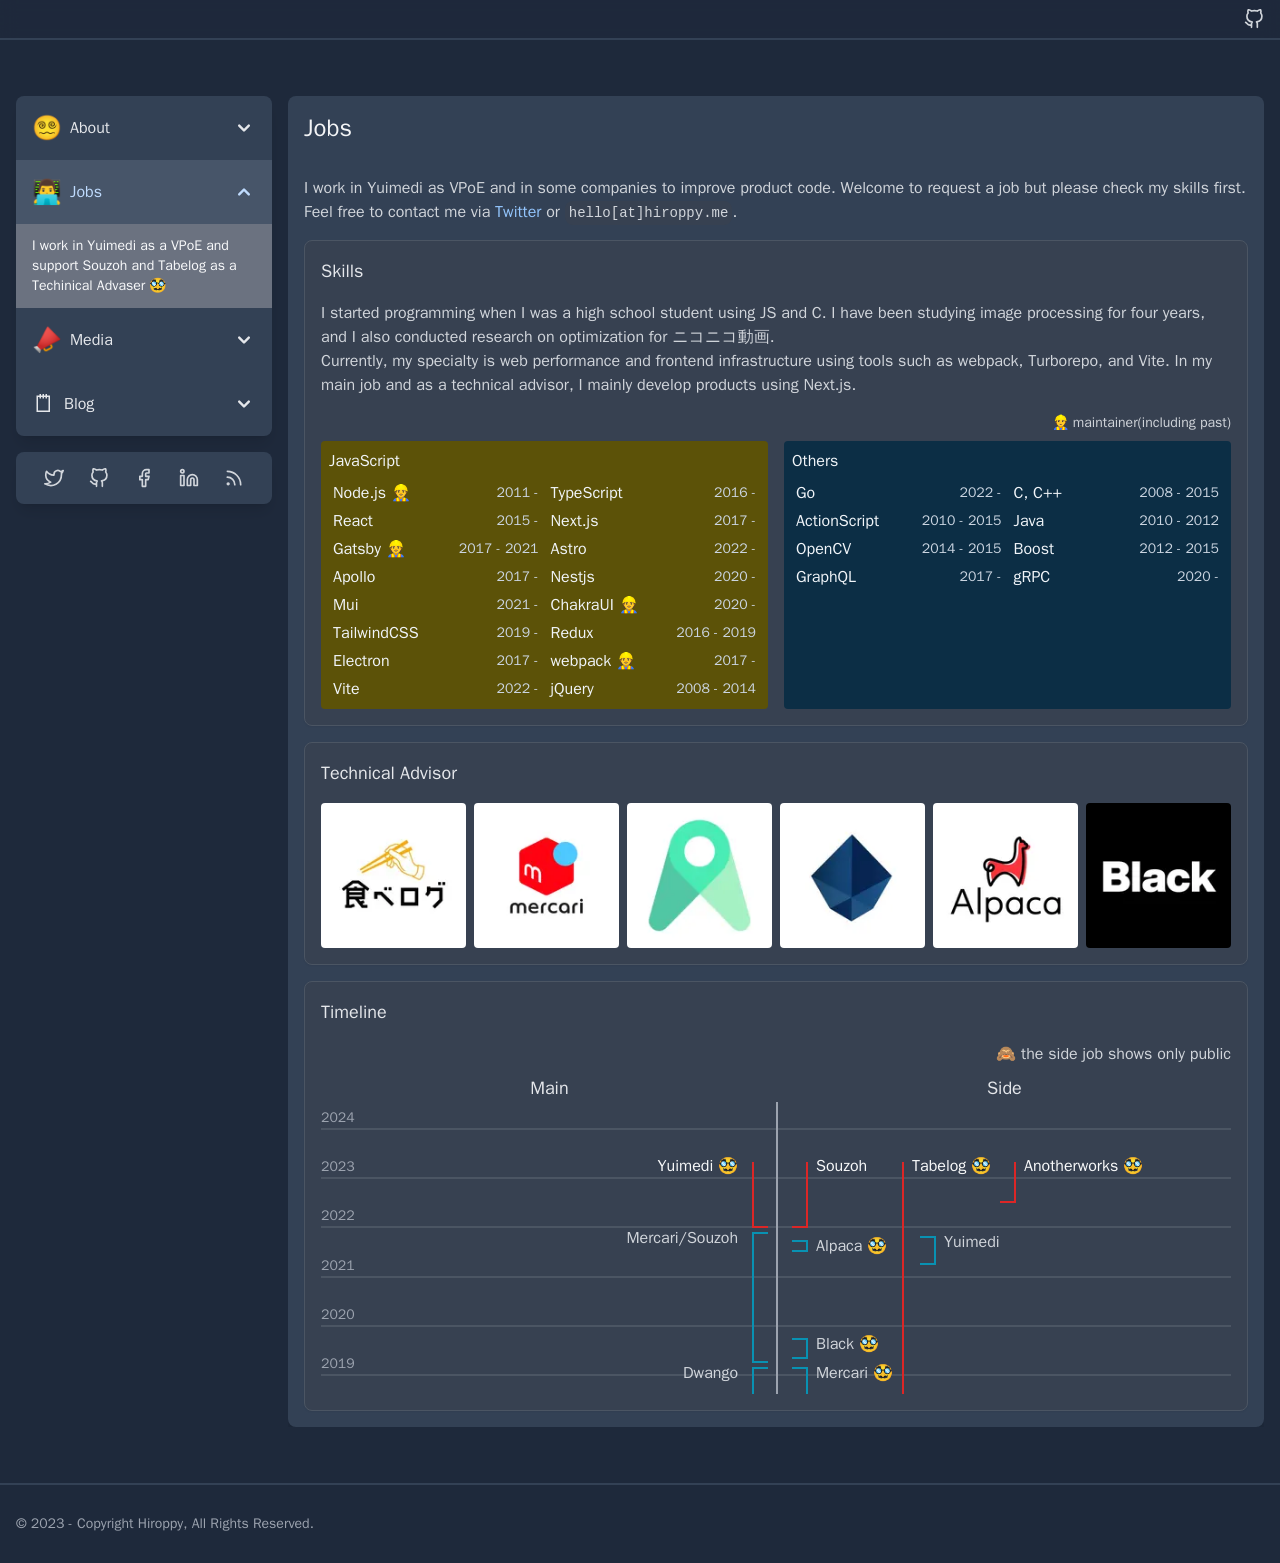 About
Jobs
I work in Yuimedi as a VPoE and
support Souzoh and Tabelog as a
Techinical Advaser 🥸
Media
Blog
Jobs
I work in Yuimedi as VPoE and in some companies to improve product code. Welcome to request a job but please check my skills first.
Feel free to contact me via Twitter or hello[at]hiroppy.me .
Skills
I started programming when I was a high school student using JS and C. I have been studying image processing for four years,
and I also conducted research on optimization for ニコニコ動画.
Currently, my specialty is web performance and frontend infrastructure using tools such as webpack, Turborepo, and Vite. In my
main job and as a technical advisor, I mainly develop products using Next.js.
👷 maintainer(including past)
JavaScript
Node.js 👷 2011 - TypeScript 2016 -
React 2015 - Next.js 2017 -
Gatsby 👷 2017 - 2021 Astro 2022 -
Apollo 2017 - Nestjs 2020 -
Mui 2021 - ChakraUI 👷 2020 -
TailwindCSS 2019 - Redux 2016 - 2019
Electron 2017 - webpack 👷 2017 -
Vite 2022 - jQuery 2008 - 2014
Others
Go 2022 - C, C++ 2008 - 2015
ActionScript 2010 - 2015 Java 2010 - 2012
OpenCV 2014 - 2015 Boost 2012 - 2015
GraphQL 2017 - gRPC 2020 -
Technical Advisor
食べログ
m
mercari
Alpaca
Black
Timeline
🙈 the side job shows only public
Main Side
2024
2023 Yuimedi 🥸 Souzoh Tabelog 🥸 Anotherworks 🥸
2022
Mercari/Souzoh Alpaca 🥸 Yuimedi
2021
2020
Black 🥸
2019
Dwango Mercari 🥸
© 2023 - Copyright Hiroppy, All Rights Reserved.